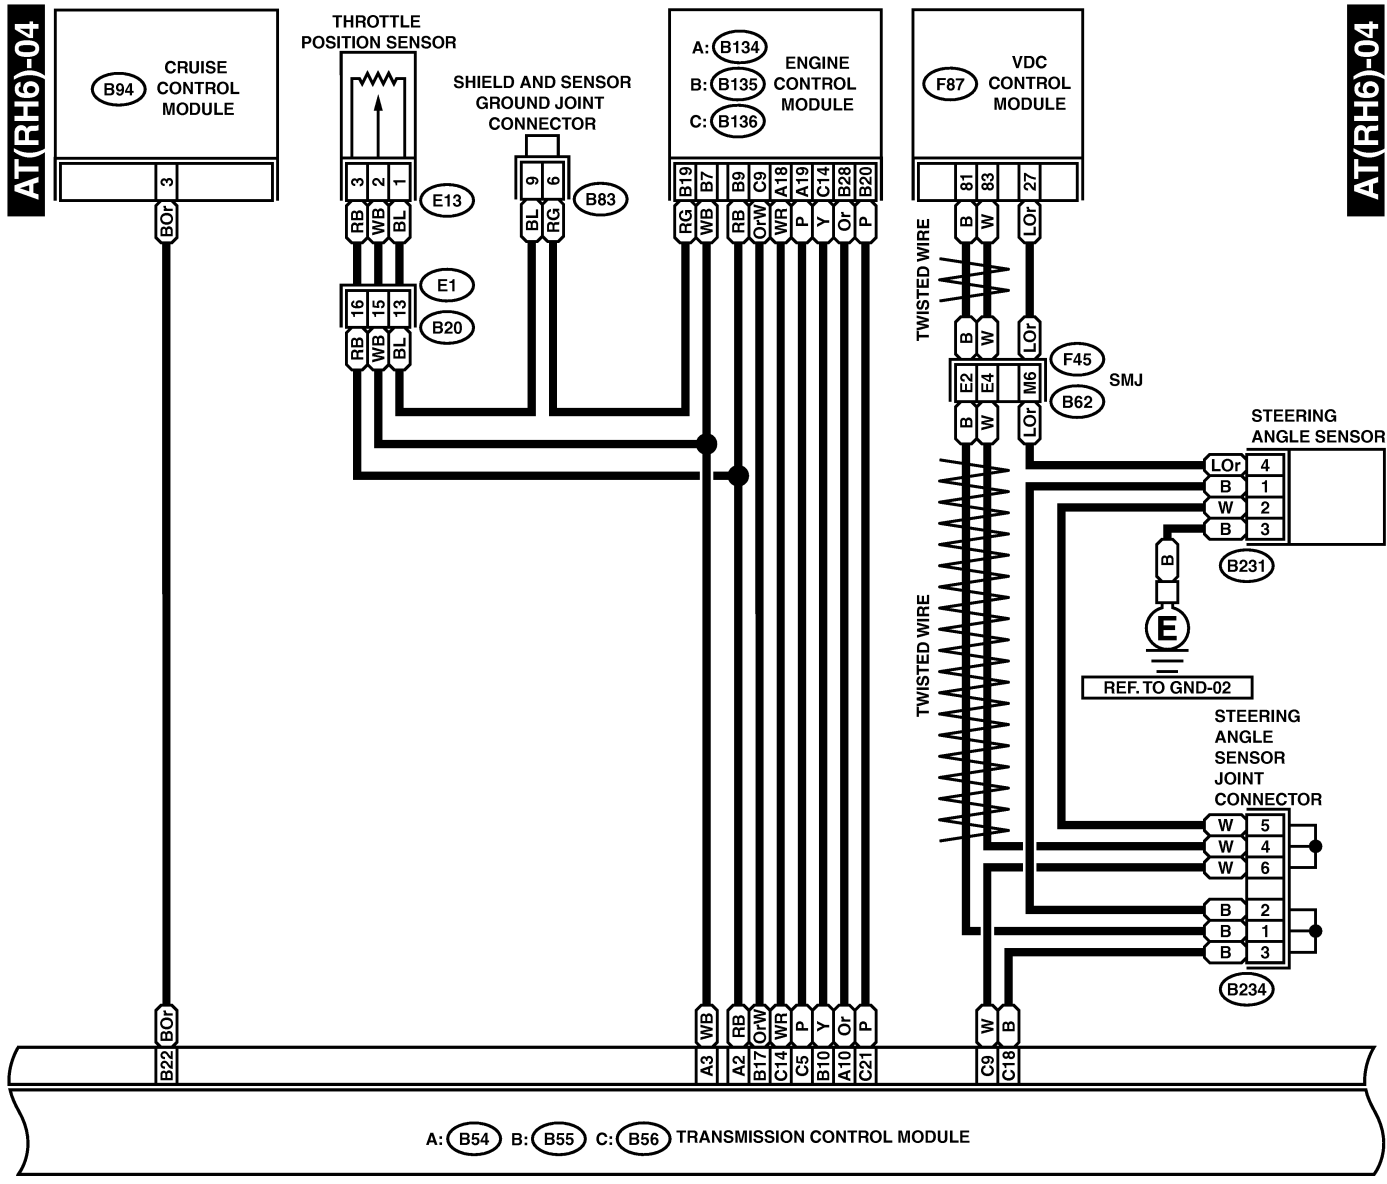 AT(RH6)-04
AT(RH6)-04
CRUISE
CONTROL
MODULE
B94
3
BOr
THROTTLE
POSITION SENSOR
3 2 1
E13
RB WB BL
E1
16 15 13
B20
RB WB BL
SHIELD AND SENSOR
GROUND JOINT
CONNECTOR
9 6
B83
BL RG
A: B134
B: B135
C: B136
ENGINE
CONTROL
MODULE
B19 B7 B9 C9 A18 A19 C14 B28 B20
RG WB RB OrW WR P Y Or P
F87
VDC
CONTROL
MODULE
81 83 27
B W LOr
TWISTED WIRE
B W LOr
F45
E2 E4 M6
SMJ
B62
B W LOr
TWISTED WIRE
STEERING
ANGLE SENSOR
LOr 4
B 1
W 2
B 3
B231
B
E
REF. TO GND-02
STEERING
ANGLE
SENSOR
JOINT
CONNECTOR
W 5
W 4
W 6
B 2
B 1
B 3
B234
BOr WB RB OrW WR P Y Or P W B
B22 A3 A2 B17 C14 C5 B10 A10 C21 C9 C18
A: B54 B: B55 C: B56 TRANSMISSION CONTROL MODULE